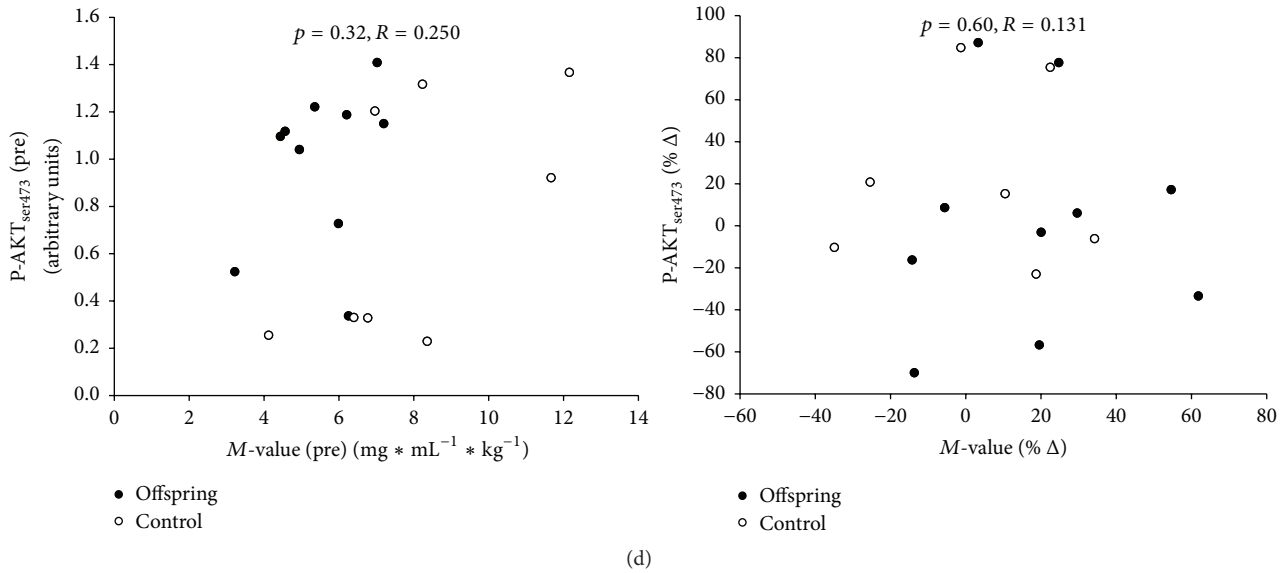 p = 0.32, R = 0.250
1.6
1.4
1.2
1.0
0.8
0.6
0.4
0.2
0.0
P-AKTser473 (pre)
(arbitrary units)
0 2 4 6 8 10 12 14
M-value (pre) (mg ∗ mL⁻¹ ∗ kg⁻¹)
Offspring
Control
p = 0.60, R = 0.131
100
80
60
40
20
0
−20
−40
−60
−80
P-AKTser473 (% Δ)
−60 −40 −20 0 20 40 60 80
M-value (% Δ)
Offspring
Control
(d)